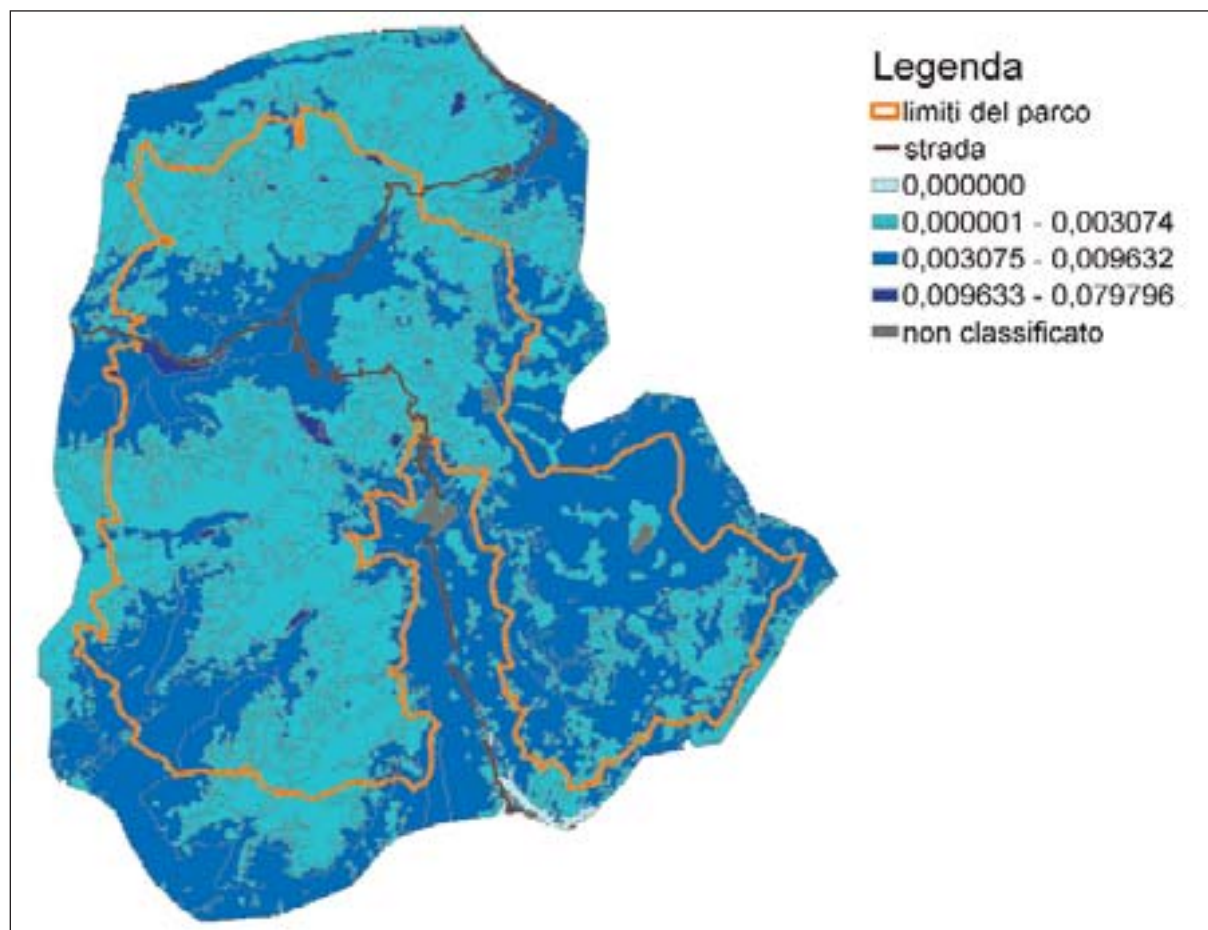 Legenda
limiti del parco
strada
0,000000
0,000001 - 0,003074
0,003075 - 0,009632
0,009633 - 0,079796
non classificato